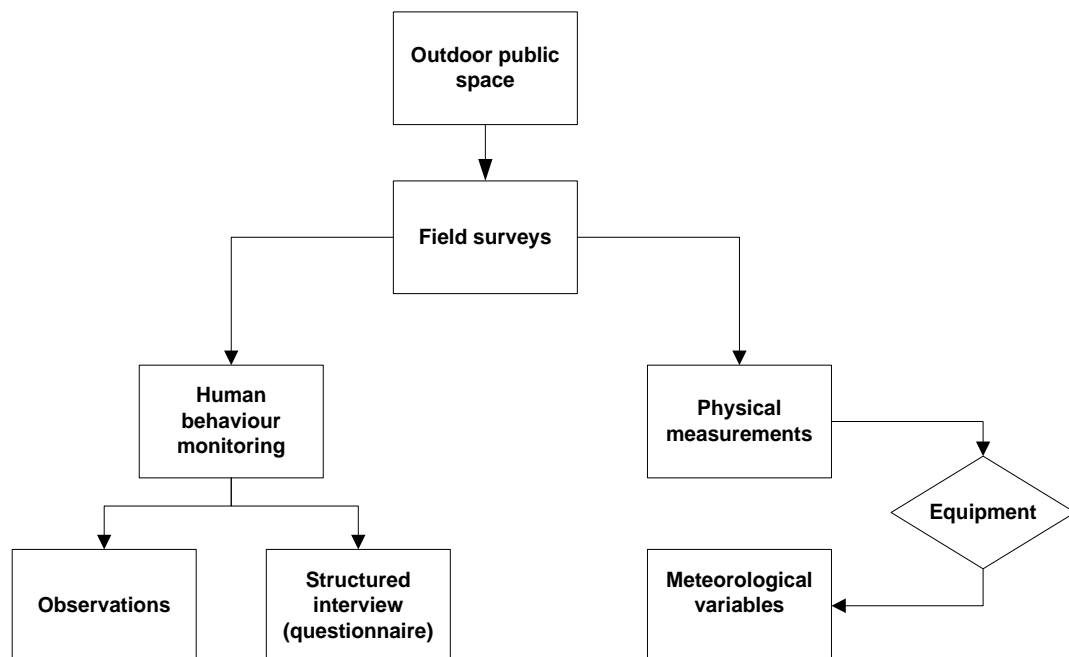 Outdoor public
space
Field surveys
Human
behaviour
monitoring
Physical
measurements
Equipment
Observations
Structured
interview
(questionnaire)
Meteorological
variables